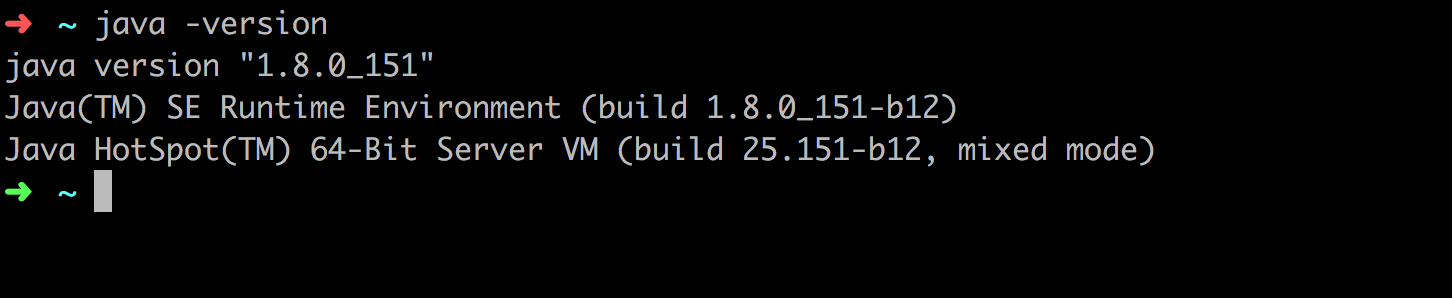 ➜ ~ java -version
java version "1.8.0_151"
Java(TM) SE Runtime Environment (build 1.8.0_151-b12)
Java HotSpot(TM) 64-Bit Server VM (build 25.151-b12, mixed mode)
➜ ~